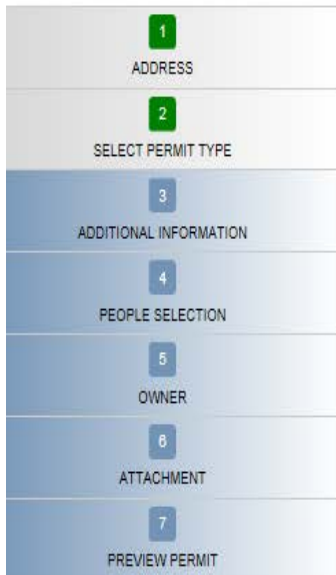 1
ADDRESS
2
SELECT PERMIT TYPE
3
ADDITIONAL INFORMATION
4
PEOPLE SELECTION
5
OWNER
6
ATTACHMENT
7
PREVIEW PERMIT